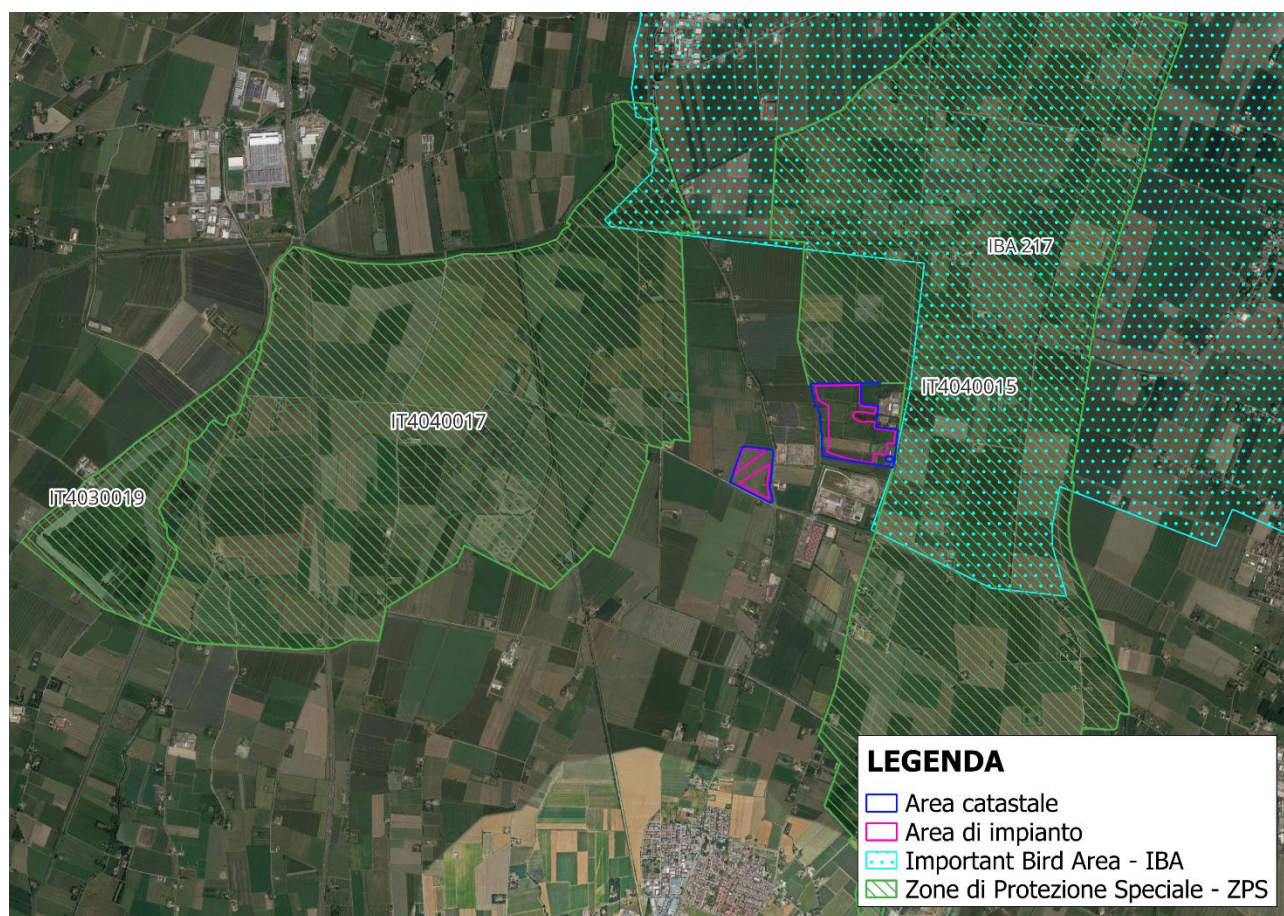 IBA 217
IT4040015
IT4040017
IT4030019
LEGENDA
Area catastale
Area di impianto
Important Bird Area - IBA
Zone di Protezione Speciale - ZPS